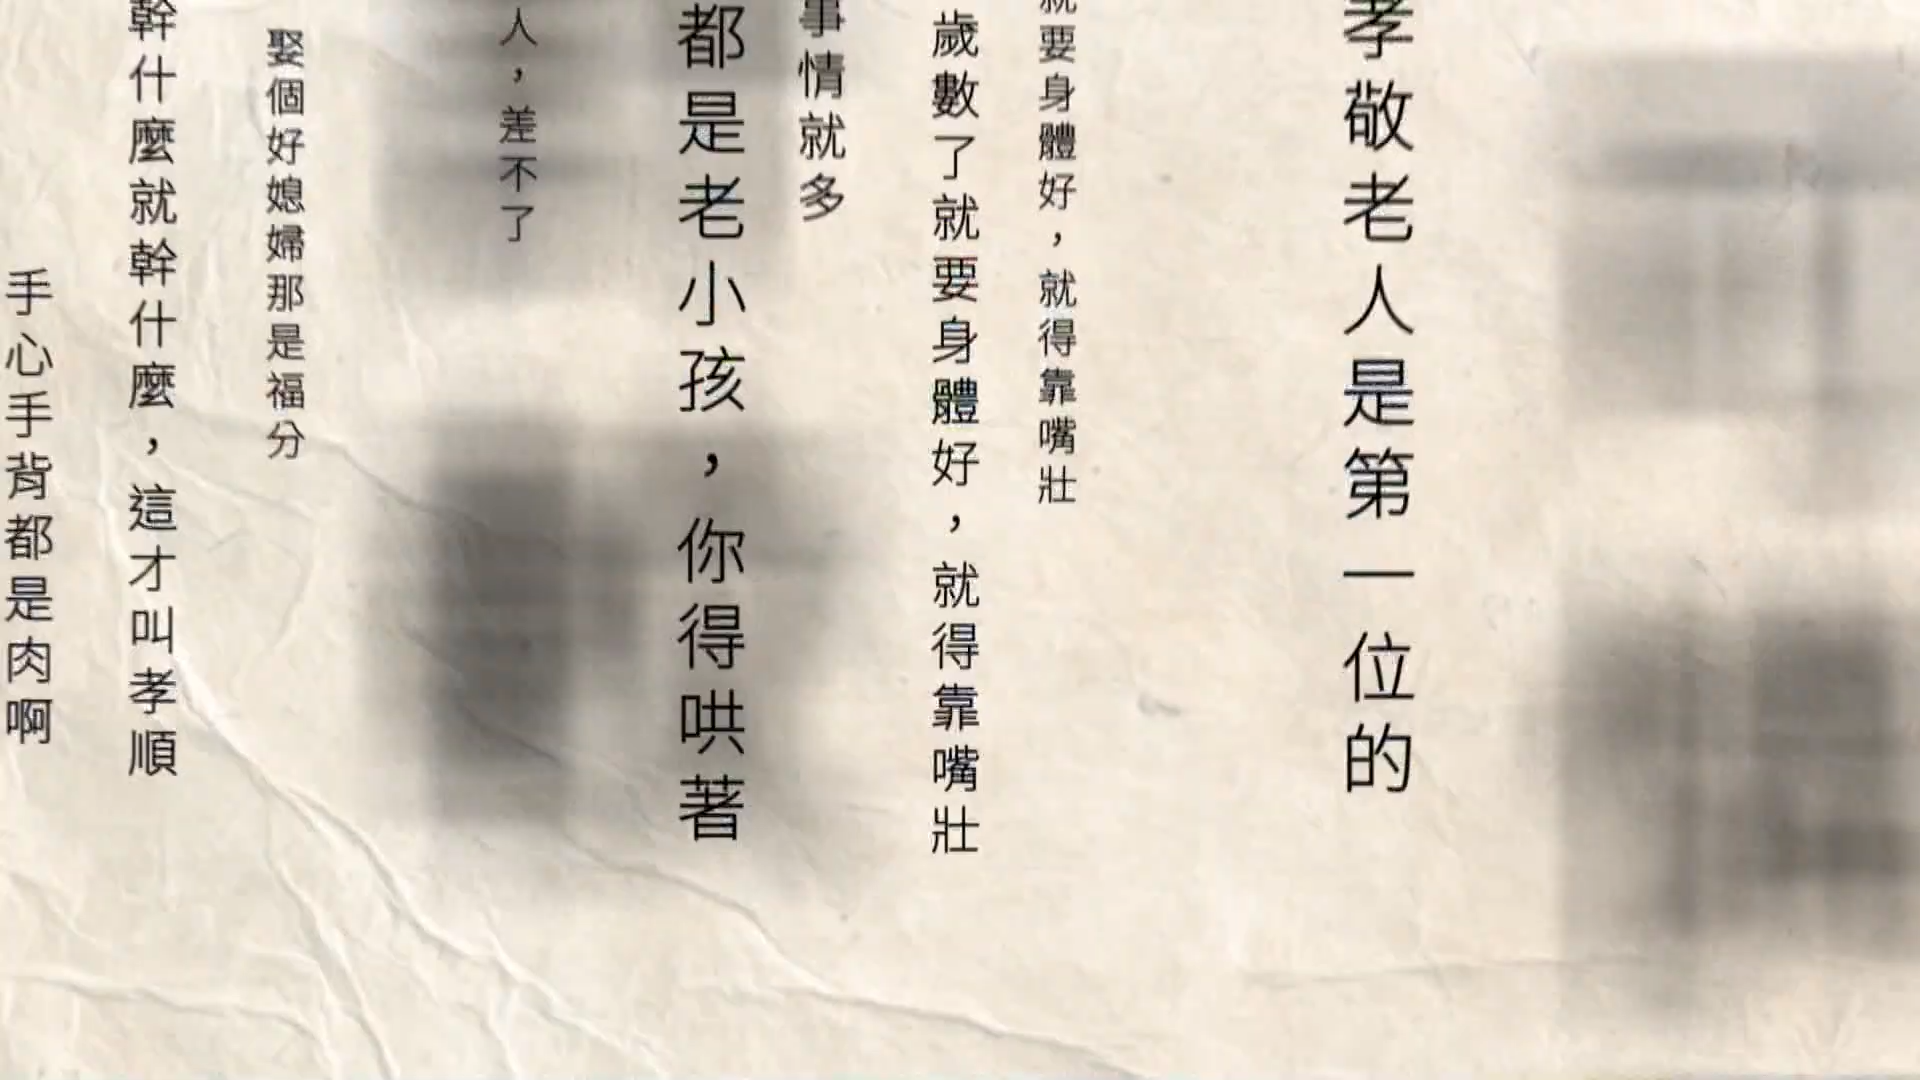 孝敬老人是第一位的
就要身體好，就得靠嘴壯
歲數了就要身體好，就得靠嘴壯
事情就多
都是老小孩，你得哄著
人，差不了
娶個好媳婦那是福分
幹什麼就幹什麼，這才叫孝順
手心手背都是肉啊